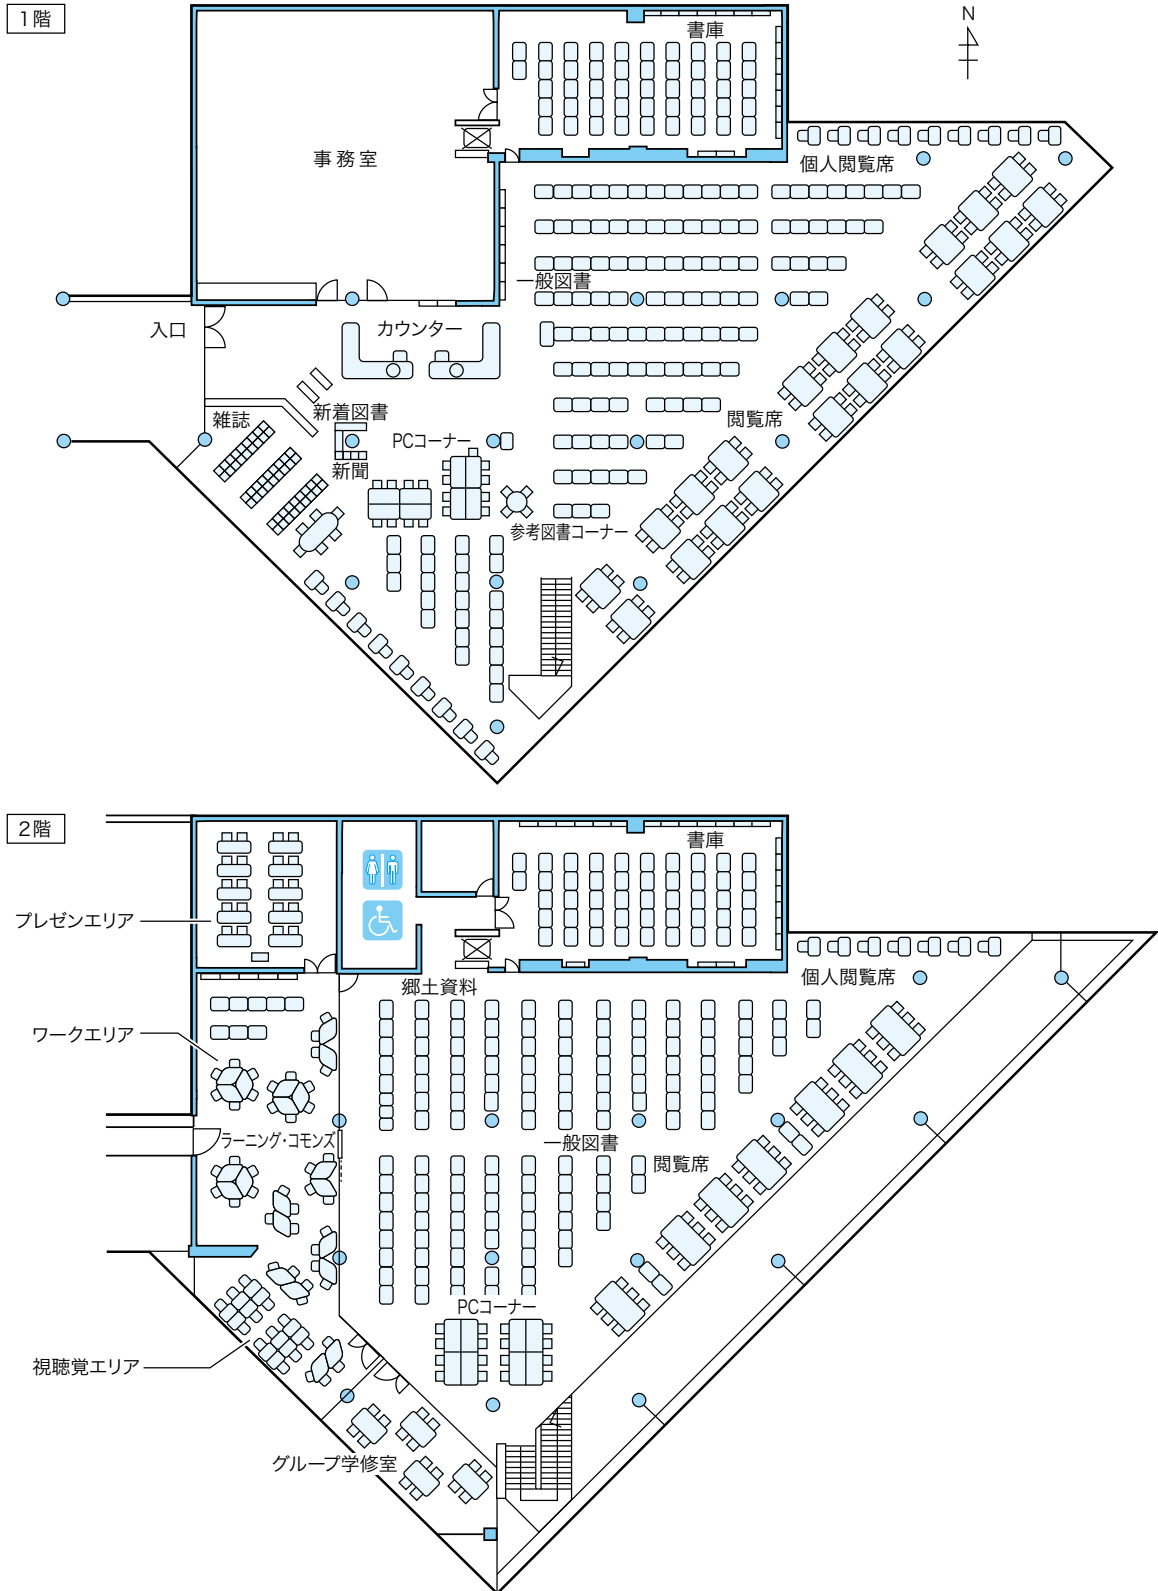 1階
N
書庫
事務室
個人閲覧席
一般図書
入口
カウンター
雑誌
新着図書
PCコーナー
閲覧席
新聞
参考図書コーナー
2階
書庫
プレゼンエリア
郷土資料
個人閲覧席
ワークエリア
ラーニング・コモンズ
一般図書
閲覧席
PCコーナー
視聴覚エリア
グループ学修室